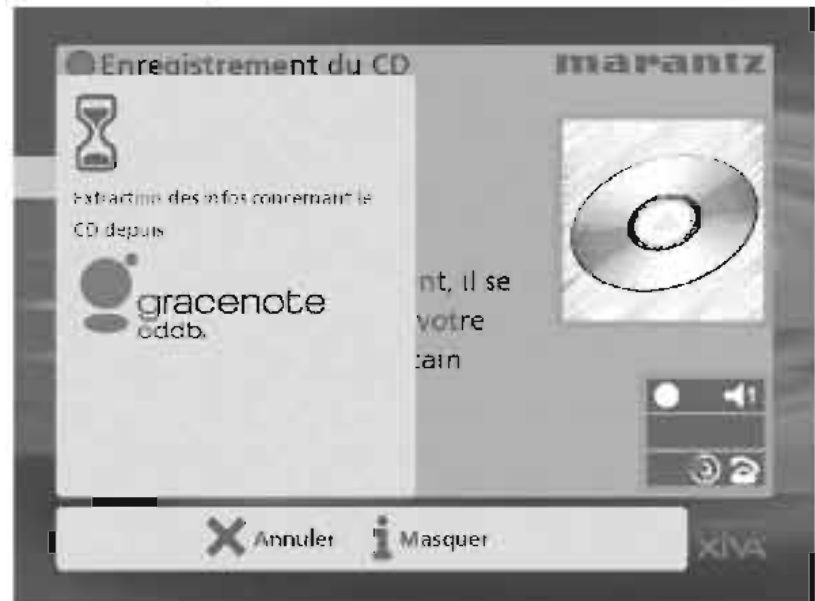 Enregistrement du CD
marantz
Extraction des infos concernant le
CD depuis
gracenote
cddb.
nt, il se
votre
tain
1
Annuler
Masquer
XIVA